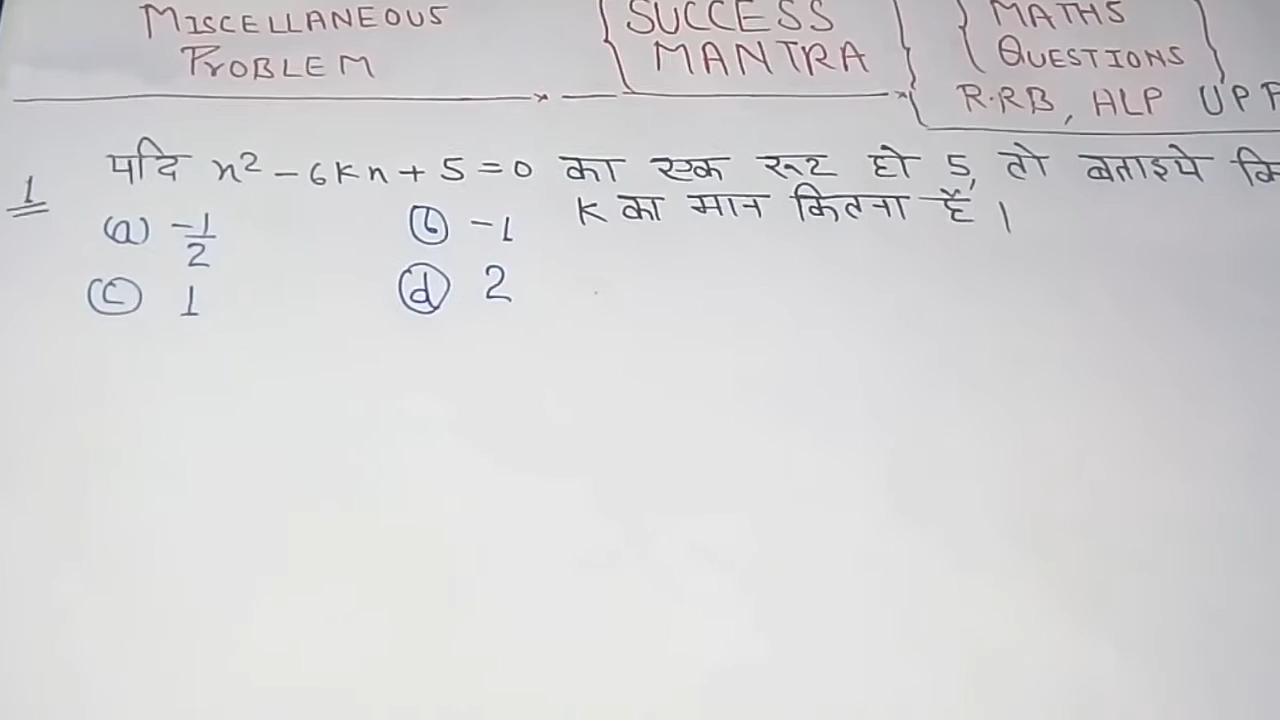 MISCELLANEOUS
PROBLEM
SUCCESS
MANTRA
MATHS
QUESTIONS
R.RB, HLP UPP
1 यदि x² - 6kx + 5 = 0 का एक रूट हो 5, तो बताइये कि
k का मान कितना है ।
(a) -1/2 (b) -1
(c) 1 (d) 2